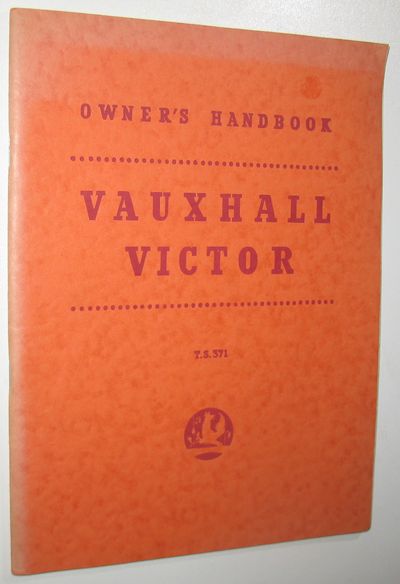 OWNER'S HANDBOOK
VAUXHALL
VICTOR
T.S.371